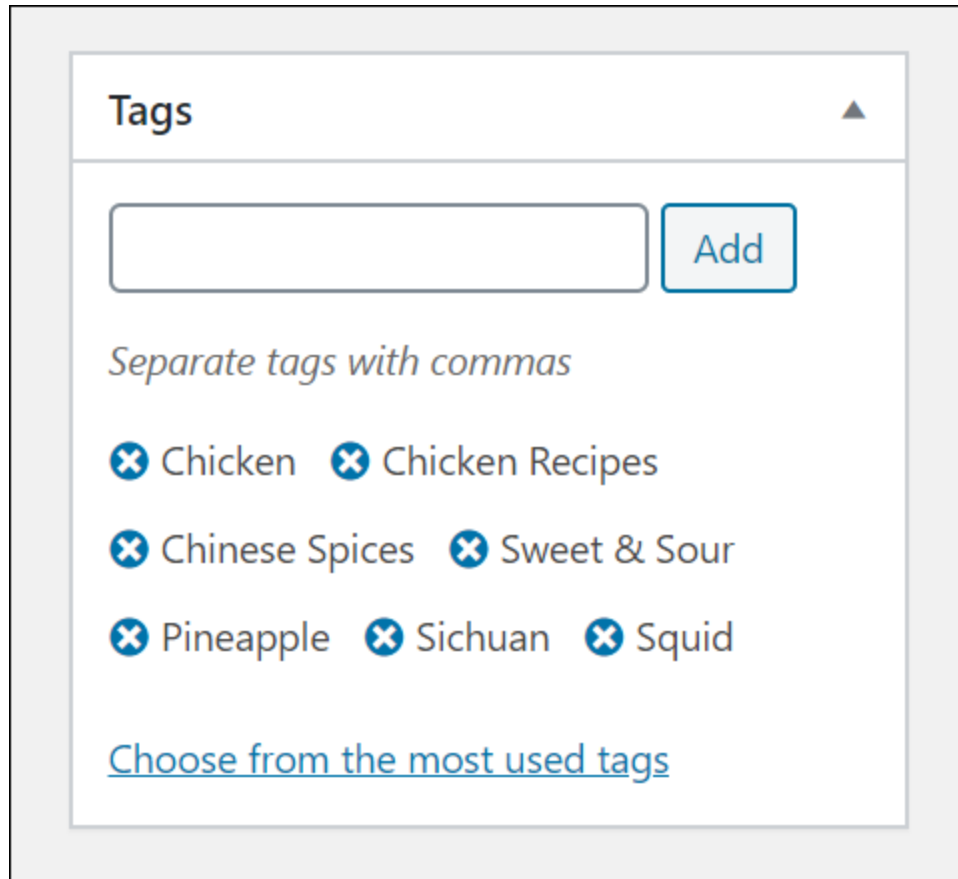 Tags
Add
Separate tags with commas
Chicken Chicken Recipes
Chinese Spices Sweet & Sour
Pineapple Sichuan Squid
Choose from the most used tags